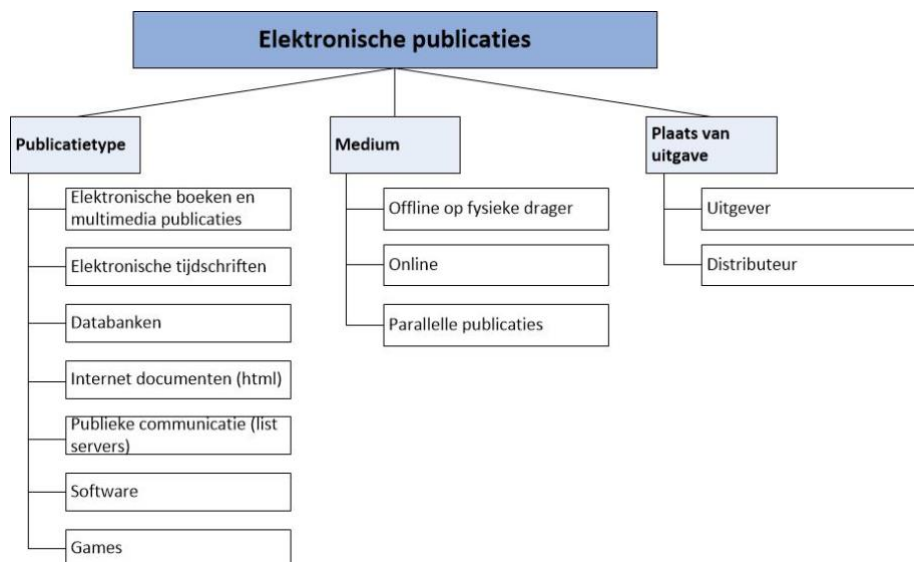 Elektronische publicaties
Publicatietype
Elektronische boeken en
multimedia publicaties
Elektronische tijdschriften
Databanken
Internet documenten (html)
Publieke communicatie (list
servers)
Software
Games
Medium
Offline op fysieke drager
Online
Parallelle publicaties
Plaats van
uitgave
Uitgever
Distributeur